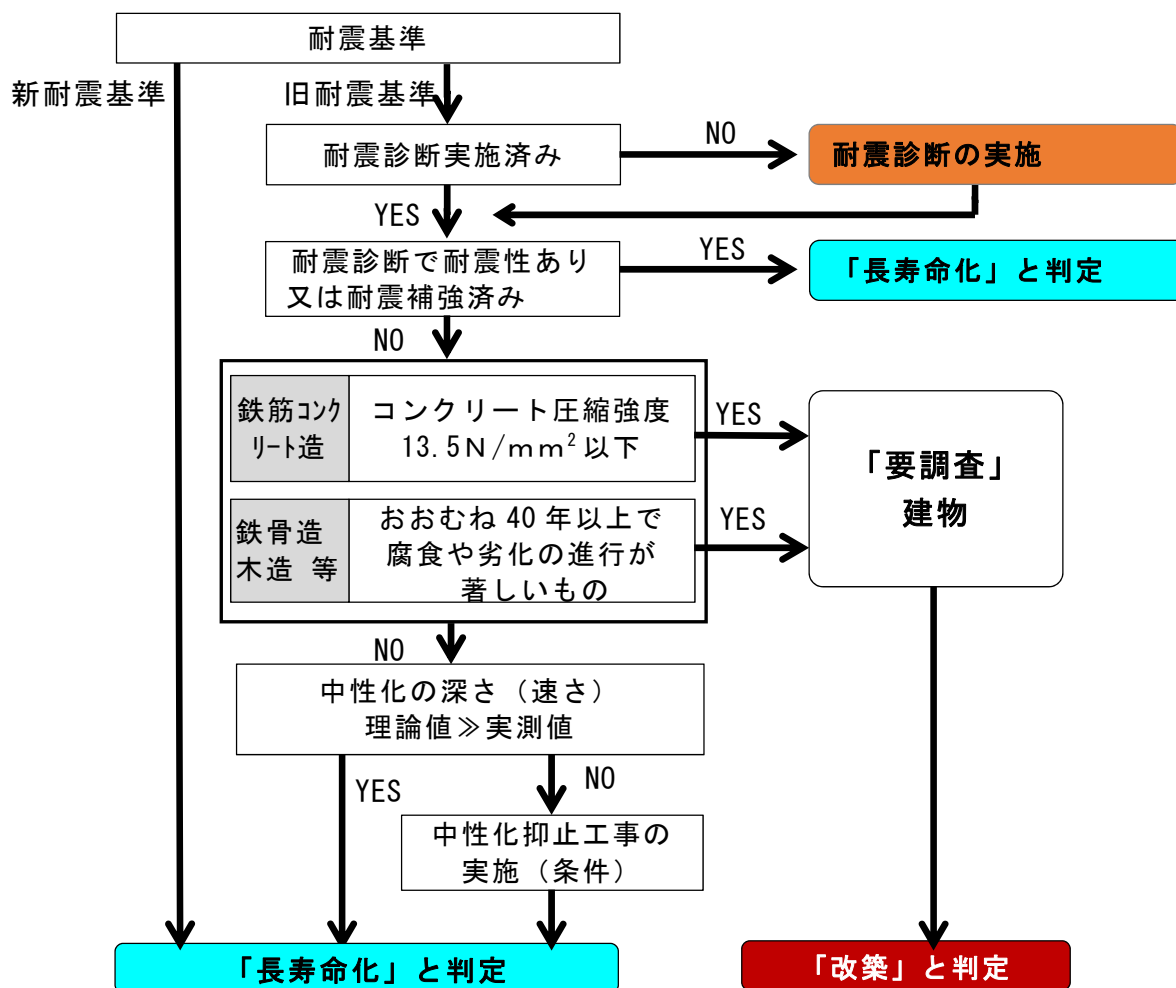 耐震基準
新耐震基準
旧耐震基準
耐震診断実施済み
NO
耐震診断の実施
YES
耐震診断で耐震性あり
又は耐震補強済み
YES
「長寿命化」と判定
NO
鉄筋コンク
リート造
コンクリート圧縮強度
13.5N/mm²以下
YES
「要調査」
建物
鉄骨造
木造 等
おおむね 40 年以上で
腐食や劣化の進行が
著しいもの
YES
NO
中性化の深さ（速さ）
理論値≫実測値
YES
NO
中性化抑止工事の
実施（条件）
「長寿命化」と判定
「改築」と判定